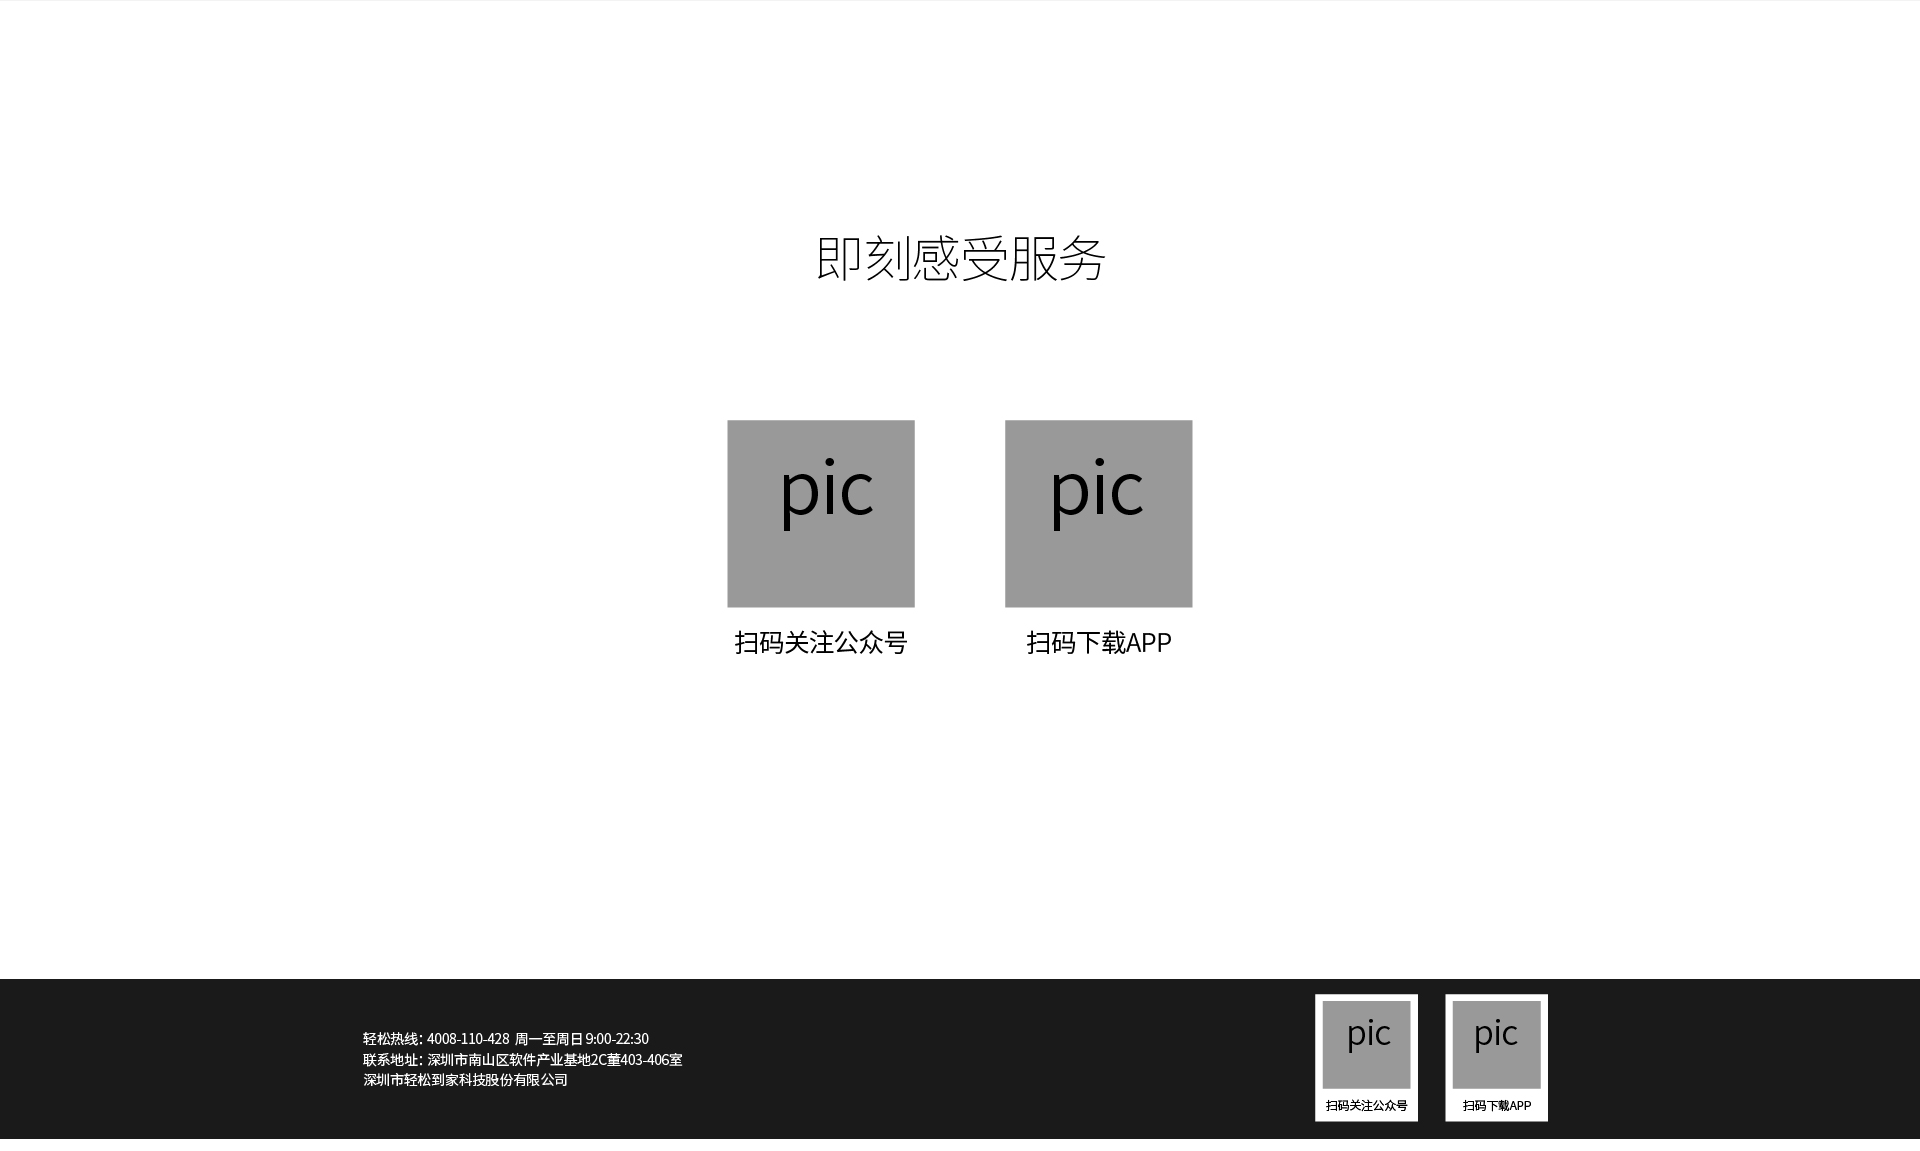 即刻感受服务
pic
pic
扫码关注公众号
扫码下载APP
轻松热线：4008-110-428 周一至周日9:00-22:30
联系地址：深圳市南山区软件产业基地2C董403-406室
深圳市轻松到家科技股份有限公司
pic
pic
扫码关注公众号
扫码下载APP